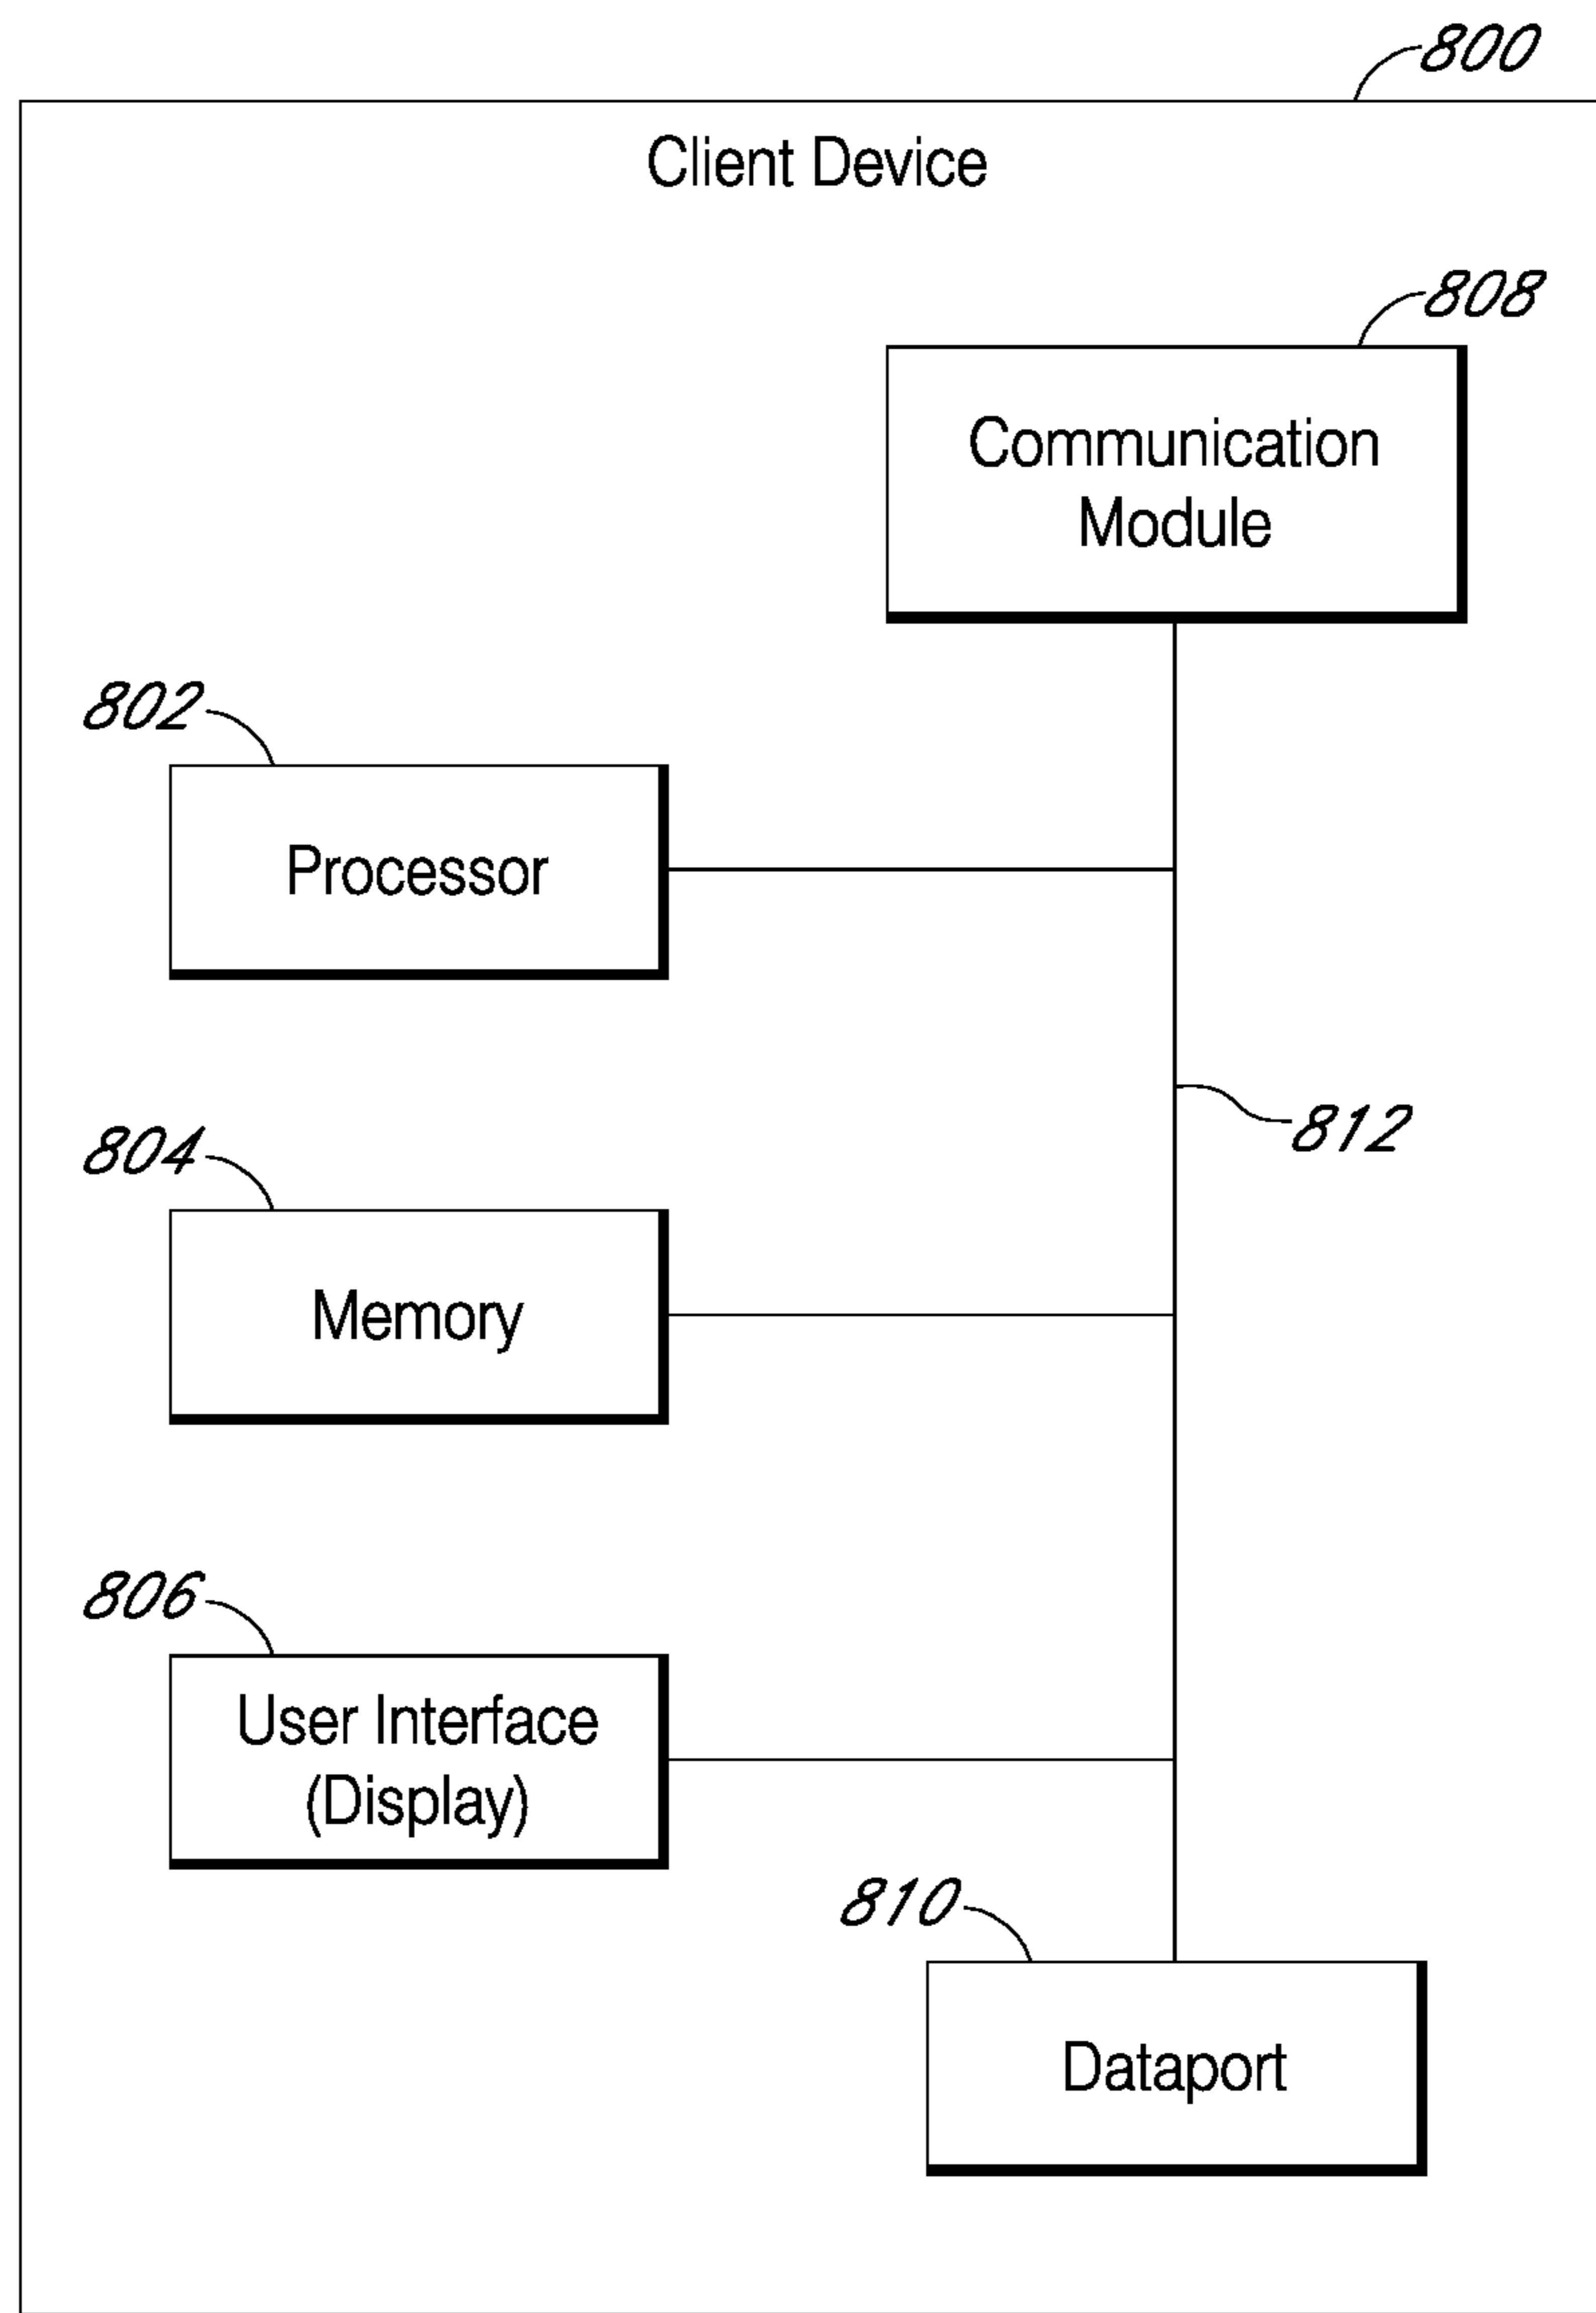 800
Client Device
808
Communication
Module
802
Processor
812
804
Memory
806
User Interface
(Display)
810
Dataport